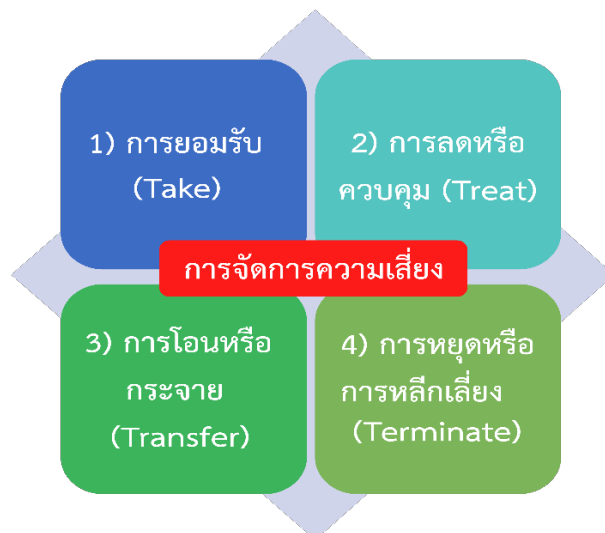 1) การยอมรับ
(Take)
2) การลดหรือ
ควบคุม (Treat)
การจัดการความเสี่ยง
3) การโอนหรือ
กระจาย
(Transfer)
4) การหยุดหรือ
การหลีกเลี่ยง
(Terminate)